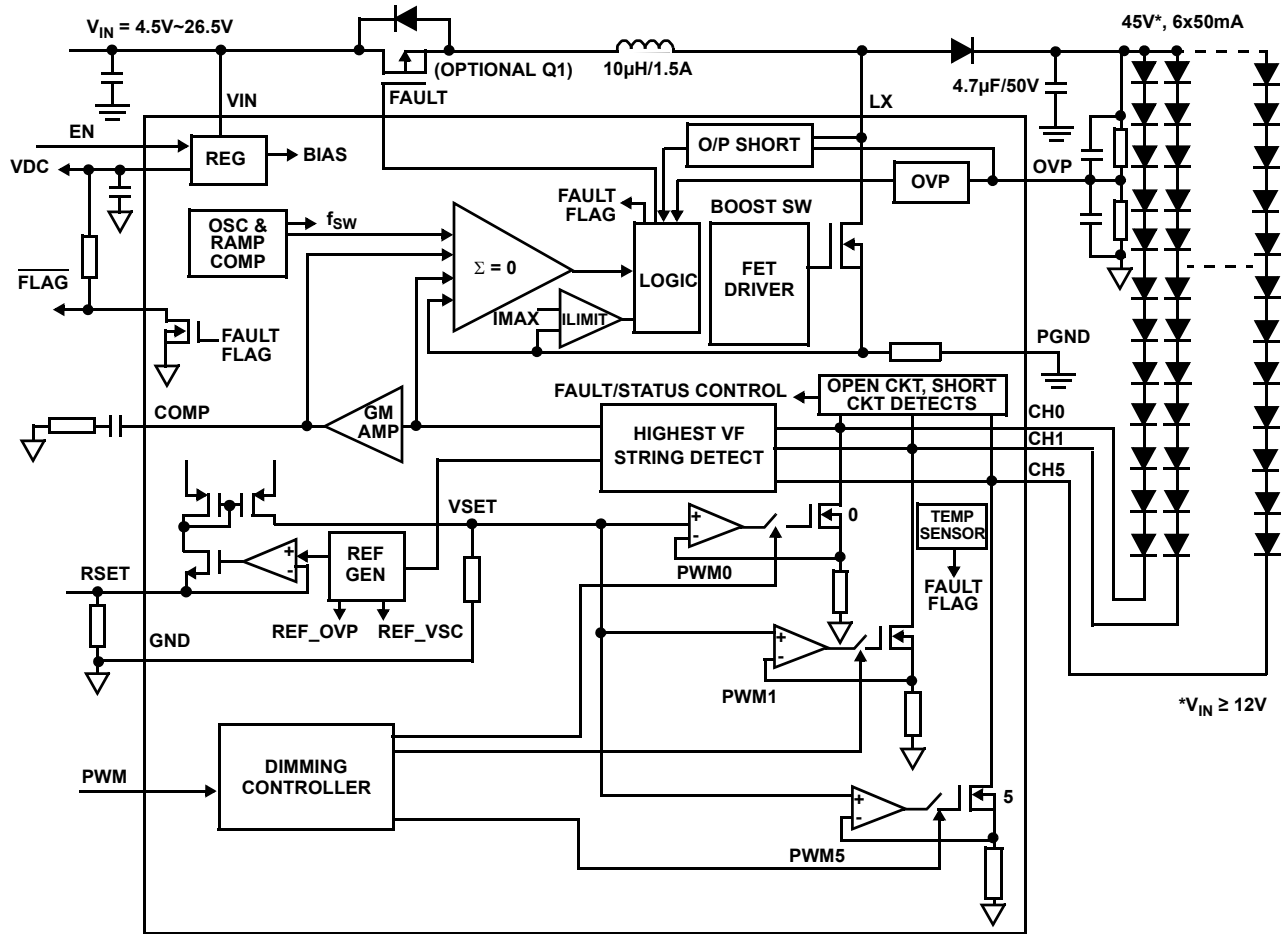 V_IN = 4.5V~26.5V
45V*, 6x50mA
(OPTIONAL Q1)
10µH/1.5A
4.7µF/50V
FAULT
VIN
LX
EN
REG
BIAS
VDC
O/P SHORT
OVP
OVP
FAULT
FLAG
BOOST SW
OSC &
RAMP
COMP
f_SW
Σ = 0
LOGIC
FET
DRIVER
FLAG
IMAX
ILIMIT
FAULT
FLAG
PGND
COMP
GM
AMP
FAULT/STATUS CONTROL
OPEN CKT, SHORT
CKT DETECTS
HIGHEST VF
STRING DETECT
CH0
CH1
CH5
VSET
+
-
0
TEMP
SENSOR
REF
GEN
+
-
RSET
PWM0
FAULT
FLAG
REF_OVP
REF_VSC
GND
+
-
PWM1
*V_IN ≥ 12V
DIMMING
CONTROLLER
PWM
+
-
5
PWM5